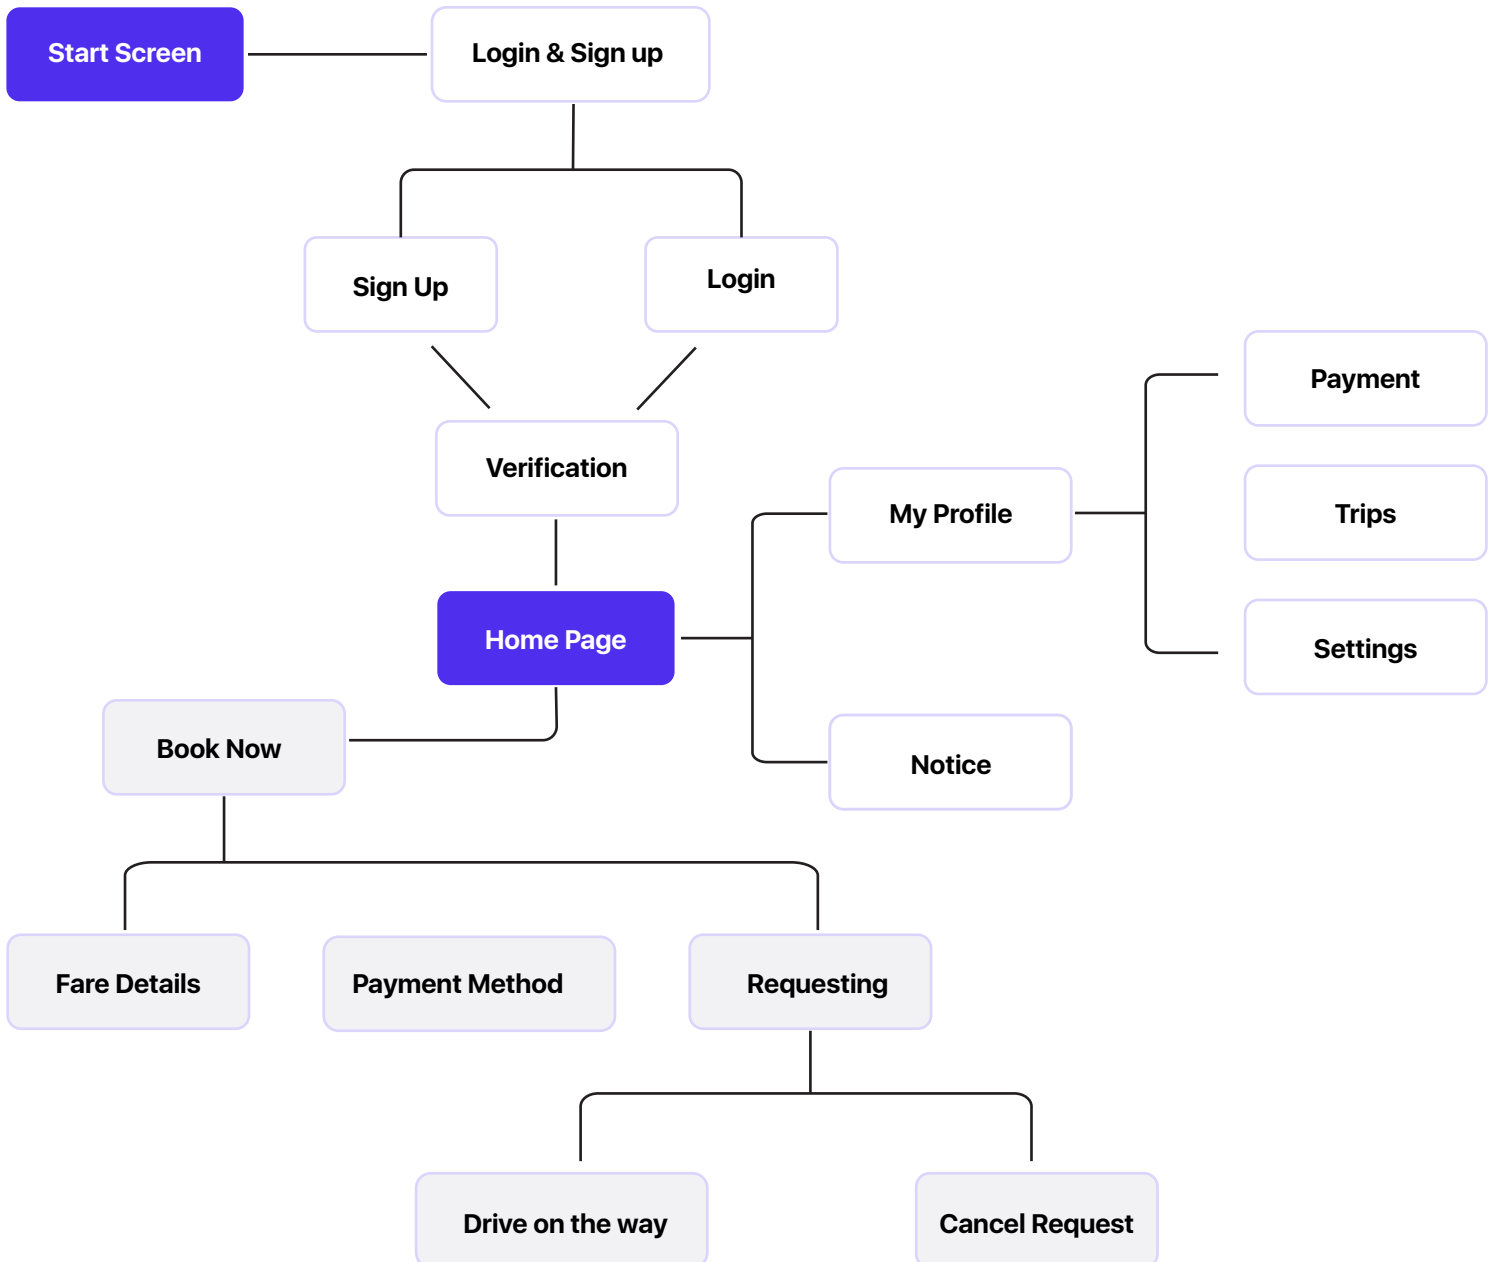 Start Screen
Login & Sign up
Sign Up
Login
Verification
Home Page
My Profile
Payment
Trips
Settings
Notice
Book Now
Fare Details
Payment Method
Requesting
Drive on the way
Cancel Request